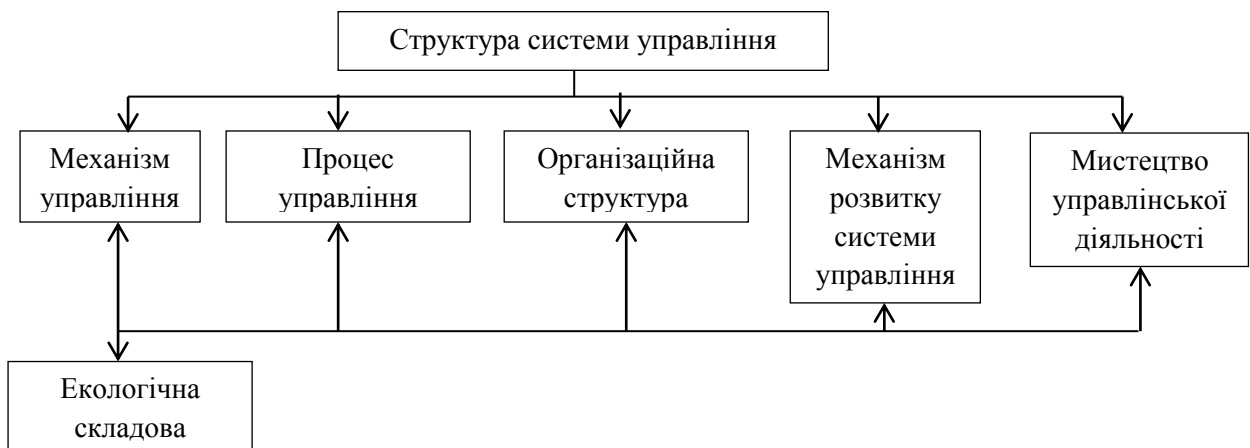 Структура системи управління
Механізм
управління
Процес
управління
Організаційна
структура
Механізм
розвитку
системи
управління
Мистецтво
управлінської
діяльності
Екологічна
складова